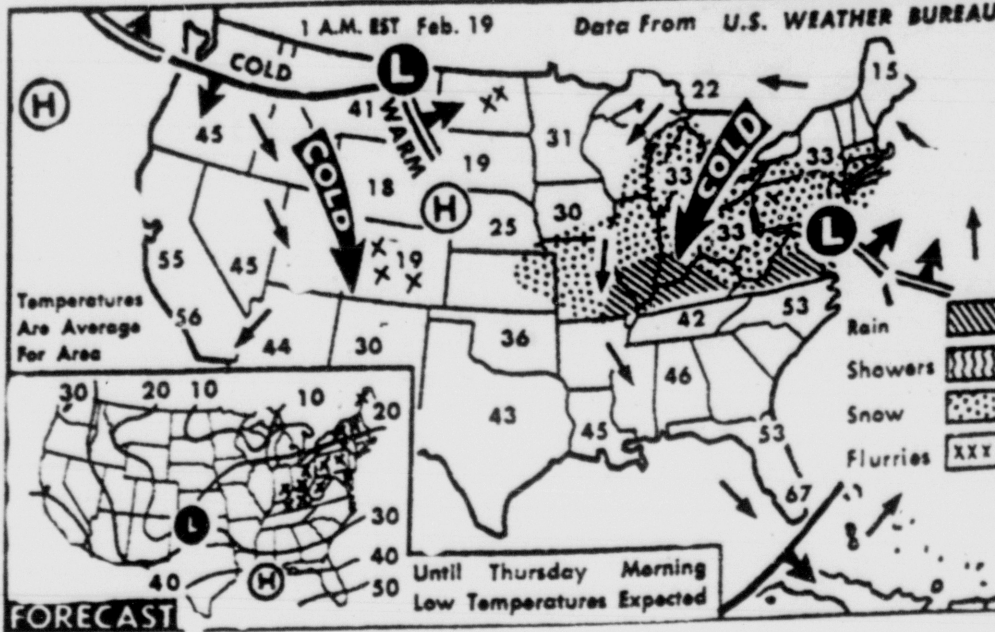 1 A.M. EST Feb. 19
Data From U.S. WEATHER BUREAU
COLD
L
H
15
22
41
WARM
xx
45
31
19
COLD
COLD
33
33
18
H
30
25
33
L
xx
19
x
55
45
Temperatures
Are Average
For Area
56
44
30
36
42
53
Rain
46
Showers
43
45
Snow
53
Flurries
xxx
67
30
20
10
10
20
L
30
40
H
40
50
Until Thursday Morning
Low Temperatures Expected
FORECAST